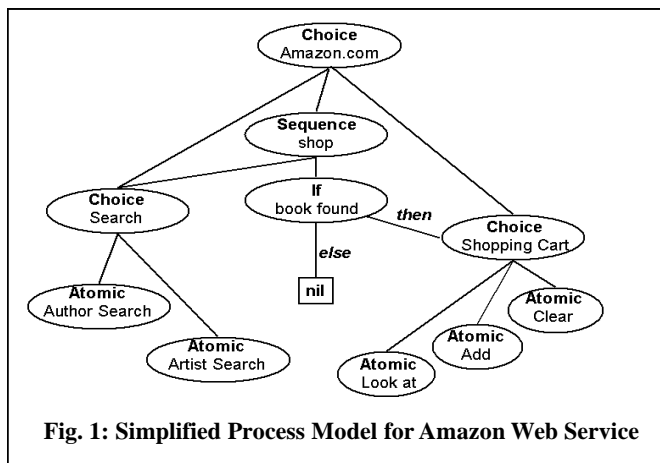 Choice
Amazon.com
Sequence
shop
Choice
Search
If
book found
then
Choice
Shopping Cart
else
nil
Atomic
Author Search
Atomic
Artist Search
Atomic
Look at
Atomic
Add
Atomic
Clear
Fig. 1: Simplified Process Model for Amazon Web Service